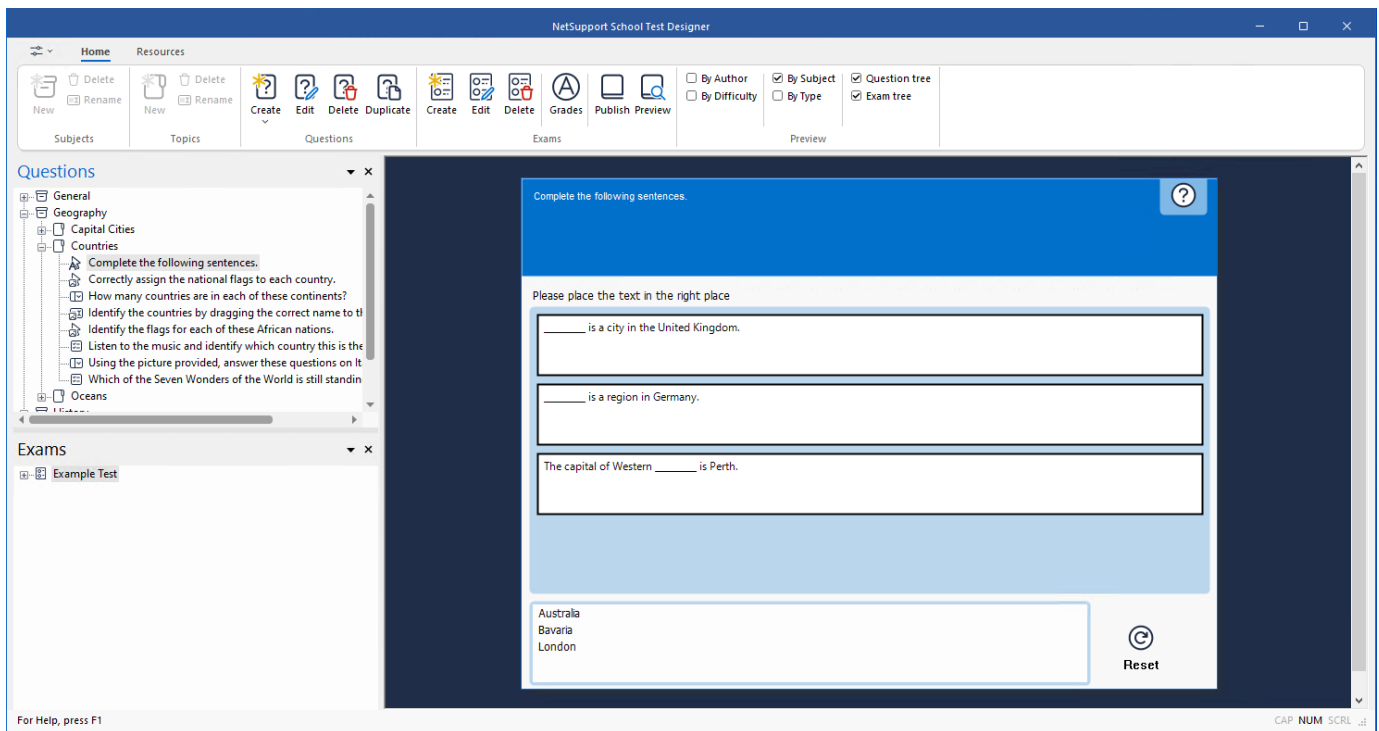 NetSupport School Test Designer
Home Resources
New Delete Rename
Subjects
New Delete Rename
Topics
Create Edit Delete Duplicate
Questions
Create Edit Delete Grades Publish Preview
Exams
By Author By Subject Question tree
By Difficulty By Type Exam tree
Preview
Questions
General
Geography
Capital Cities
Countries
Complete the following sentences.
Correctly assign the national flags to each country.
How many countries are in each of these continents?
Identify the countries by dragging the correct name to th
Identify the flags for each of these African nations.
Listen to the music and identify which country this is the
Using the picture provided, answer these questions on It
Which of the Seven Wonders of the World is still standin
Oceans
Exams
Example Test
Complete the following sentences.
Please place the text in the right place
_______ is a city in the United Kingdom.
_______ is a region in Germany.
The capital of Western _______ is Perth.
Australia
Bavaria
London
Reset
For Help, press F1
CAP NUM SCRL